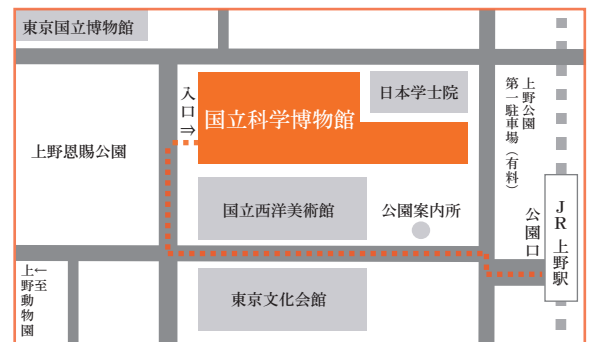 東京国立博物館
日本学士院
入口⇒
国立科学博物館
上野公園
第一駐車場（有料）
上野恩賜公園
国立西洋美術館
公園案内所
公園口
JR 上野駅
←至
上野動物園
東京文化会館